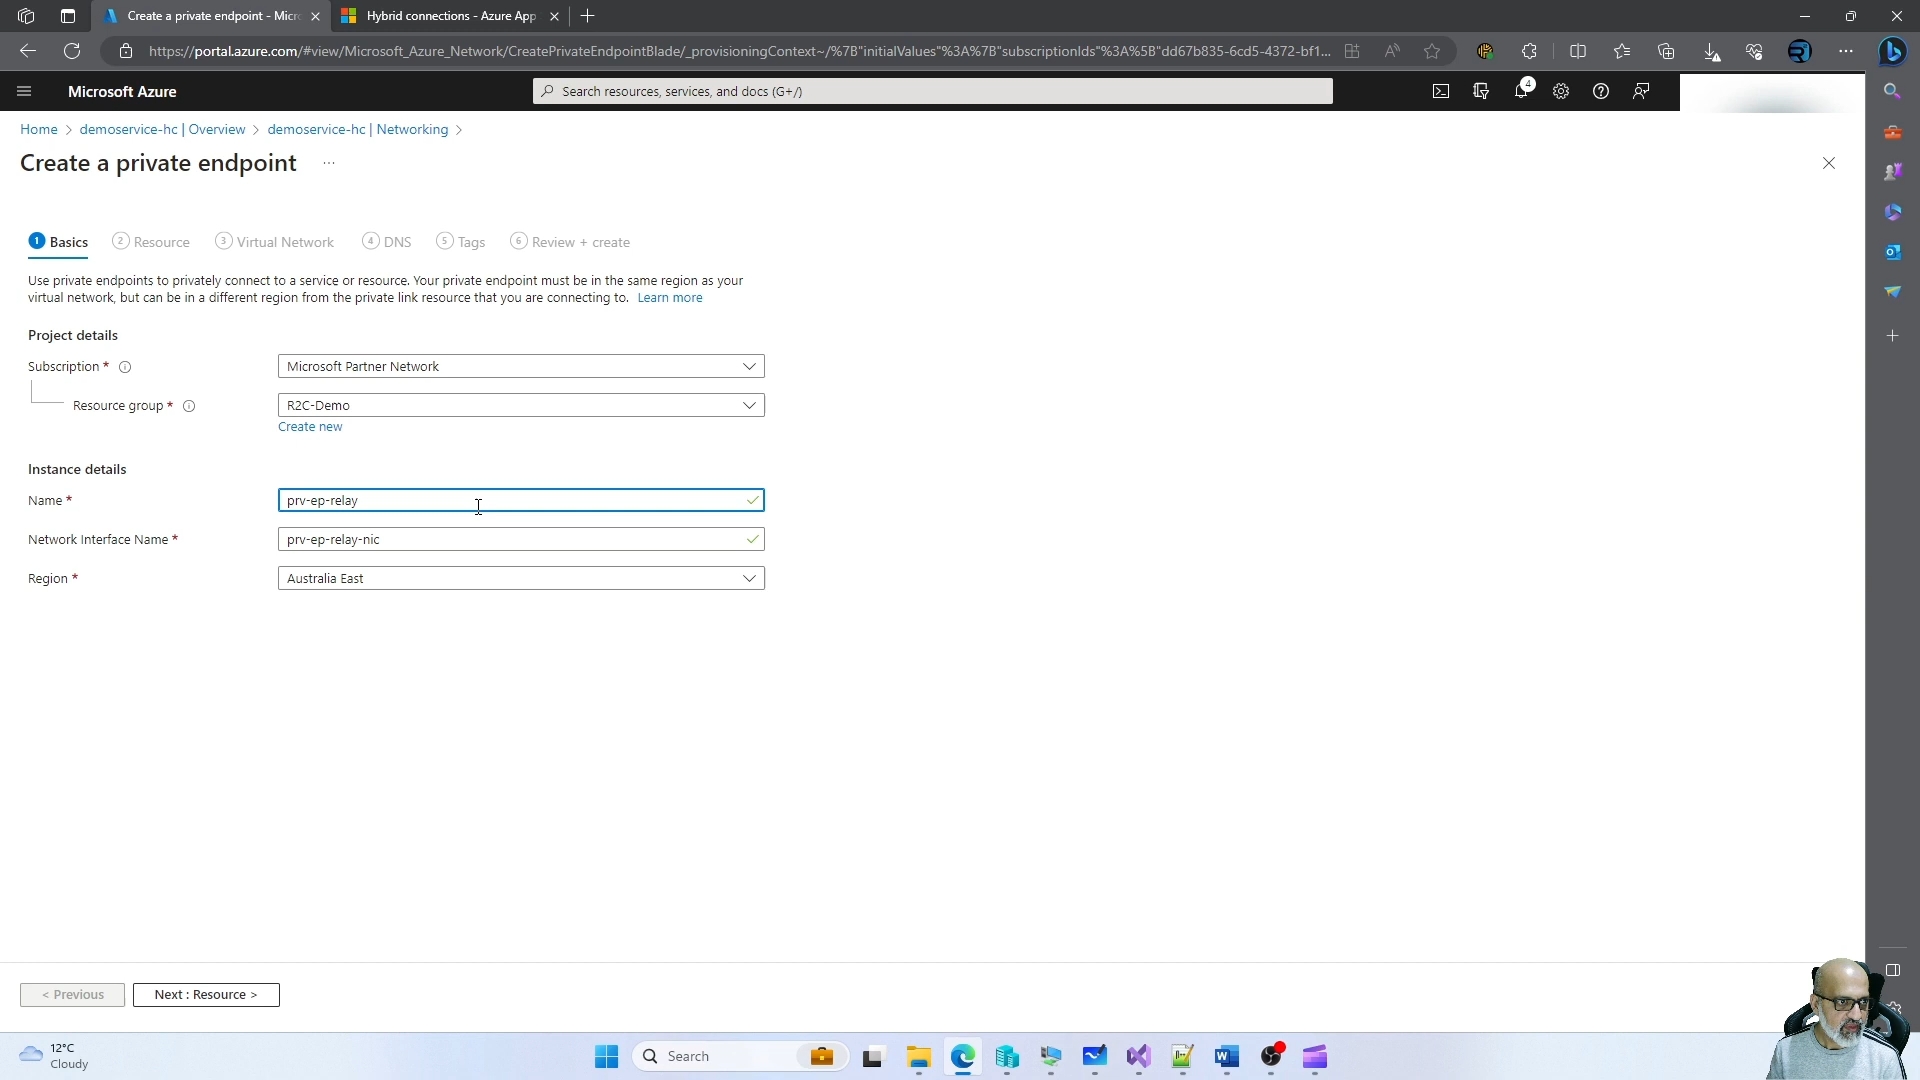 Create a private endpoint - Micro
Hybrid connections - Azure App
https://portal.azure.com/#view/Microsoft_Azure_Network/CreatePrivateEndpointBlade/_provisioningContext~/%7B"initialValues"%3A%7B"subscriptionIds"%3A%5B"dd67b835-6cd5-4372-bf1...
Microsoft Azure
Search resources, services, and docs (G+/)
4
Home > demoservice-hc | Overview > demoservice-hc | Networking >
Create a private endpoint ...
1 Basics 2 Resource 3 Virtual Network 4 DNS 5 Tags 6 Review + create
Use private endpoints to privately connect to a service or resource. Your private endpoint must be in the same region as your
virtual network, but can be in a different region from the private link resource that you are connecting to. Learn more
Project details
Subscription *
Microsoft Partner Network
Resource group *
R2C-Demo
Create new
Instance details
Name *
prv-ep-relay
Network Interface Name *
prv-ep-relay-nic
Region *
Australia East
< Previous
Next : Resource >
12°C
Cloudy
Search